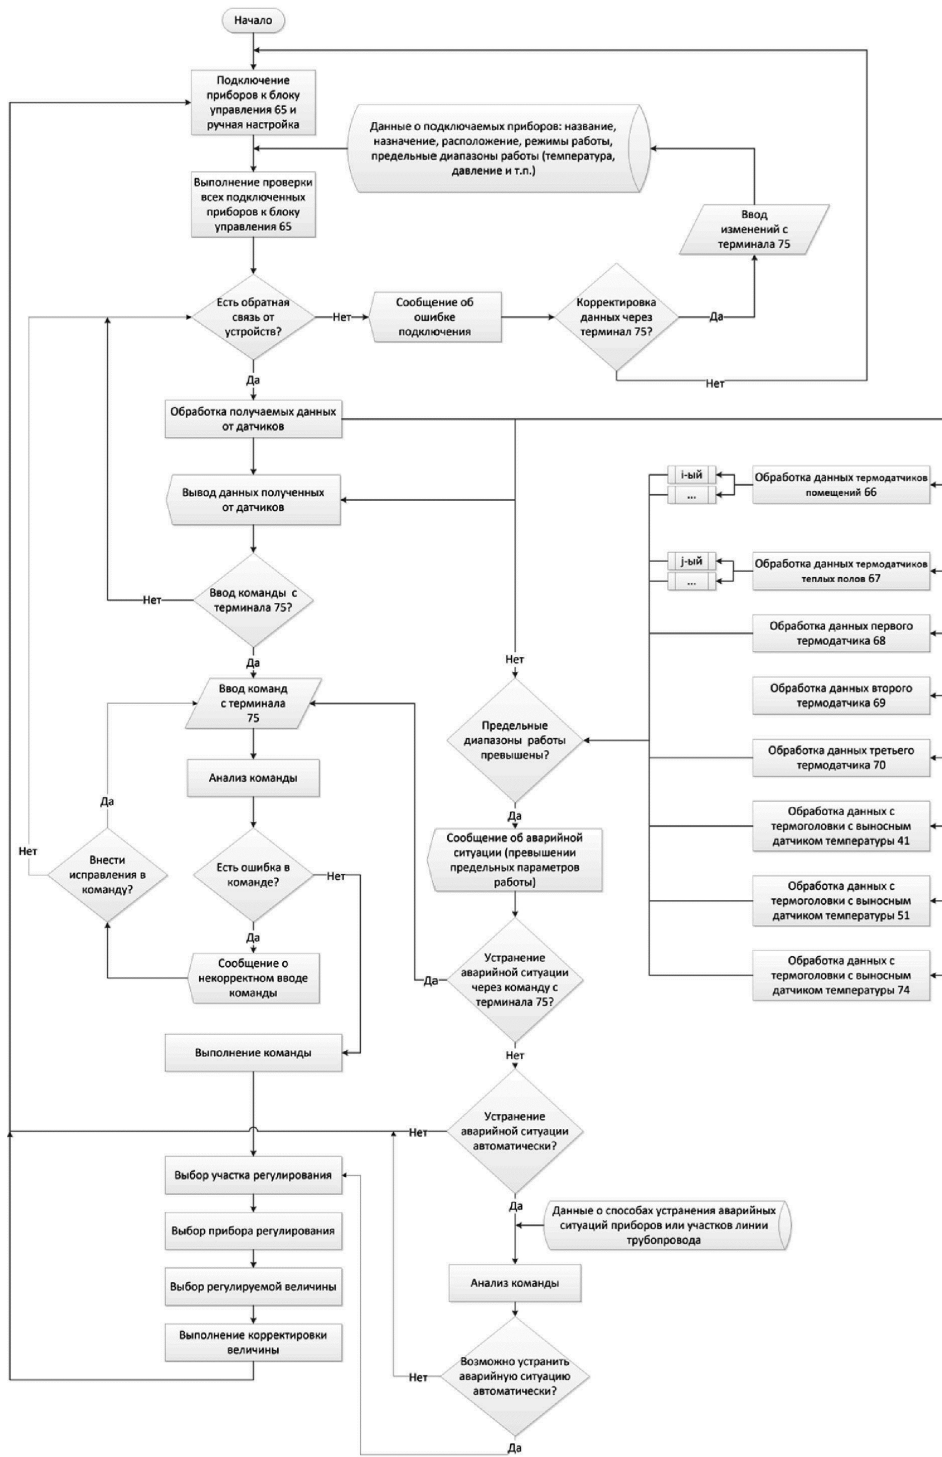 Начало
Подключение
приборов к блоку
управления 65 и
ручная настройка
Данные о подключаемых приборов: название,
назначение, расположение, режимы работы,
предельные диапазоны работы (температура,
давление и т.п.)
Выполнение проверки
всех подключенных
приборов к блоку
управления 65
Ввод
изменений с
терминала 75
Есть обратная
связь от
устройств?
Нет
Сообщение об
ошибке
подключения
Корректировка
данных через
терминал 75?
Да
Нет
Да
Обработка получаемых данных
от датчиков
Вывод данных полученных
от датчиков
i-ый
...
Обработка данных термодатчиков
помещений 66
j-ый
...
Обработка данных термодатчиков
теплых полов 67
Ввод команды с
терминала 75?
Нет
Да
Обработка данных первого
термодатчика 68
Нет
Ввод команд
с терминала
75
Обработка данных второго
термодатчика 69
Предельные
диапазоны работы
превышены?
Обработка данных третьего
термодатчика 70
Анализ команды
Да
Да
Обработка данных с
термоголовки с выносным
датчиком температуры 41
Сообщение об аварийной
ситуации (превышении
предельных параметров
работы)
Нет
Внести
исправления в
команду?
Есть ошибка в
команде?
Нет
Обработка данных с
термоголовки с выносным
датчиком температуры 51
Да
Сообщение о
некорректном вводе
команды
Устранение
аварийной ситуации
через команду с
терминала 75?
Да
Обработка данных с
термоголовки с выносным
датчиком температуры 74
Выполнение команды
Нет
Устранение
аварийной ситуации
автоматически?
Нет
Выбор участка регулирования
Да
Данные о способах устранения аварийных
ситуаций приборов или участков линии
трубопровода
Выбор прибора регулирования
Анализ команды
Выбор регулируемой величины
Выполнение корректировки
величины
Возможно устранить
аварийную ситуацию
автоматически?
Нет
Да